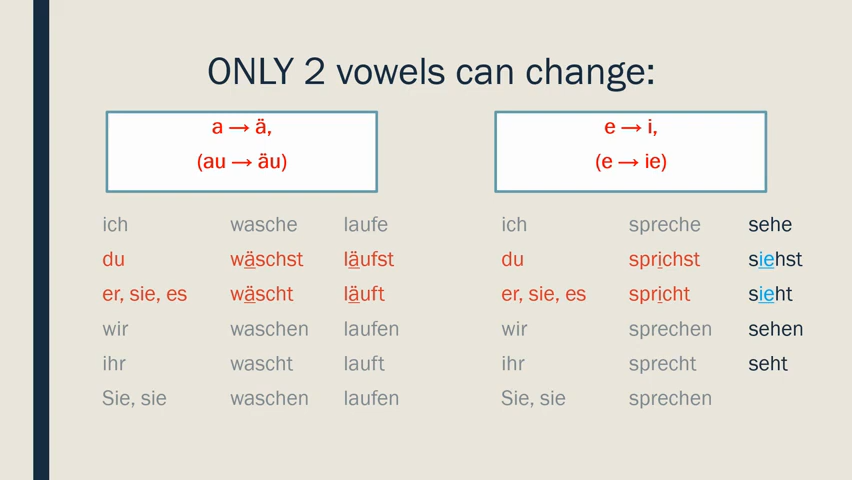 ONLY 2 vowels can change:
a → ä,
(au → äu)
e → i,
(e → ie)
ich wasche laufe
du wäschst läufst
er, sie, es wäscht läuft
wir waschen laufen
ihr wascht lauft
Sie, sie waschen laufen
ich spreche sehe
du sprichst siehst
er, sie, es spricht sieht
wir sprechen sehen
ihr sprecht seht
Sie, sie sprechen